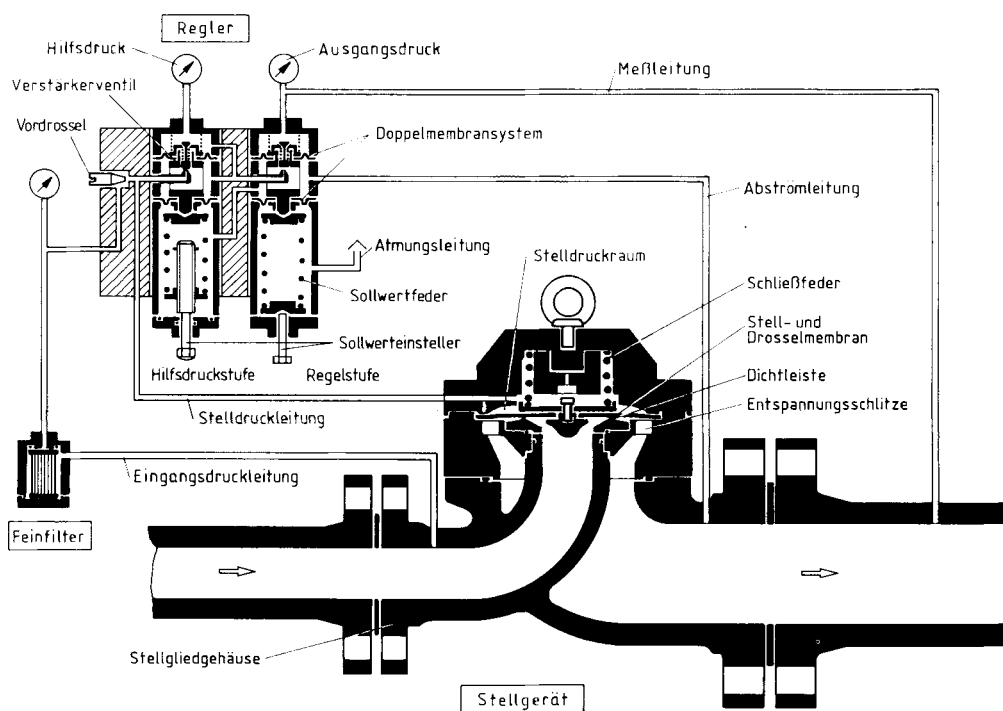 Regler
Hilfsdruck
Ausgangsdruck
Meßleitung
Verstärkerventil
Vordrossel
Doppelmembransystem
Abströmleitung
Atmungsleitung
Stelldruckraum
Schließfeder
Sollwertfeder
Stell- und
Drosselmembran
Sollwerteinsteller
Dichtleiste
Hilfsdruckstufe
Regelstufe
Entspannungsschlitze
Stelldruckleitung
Eingangsdruckleitung
Feinfilter
Stellgliedgehäuse
Stellgerät